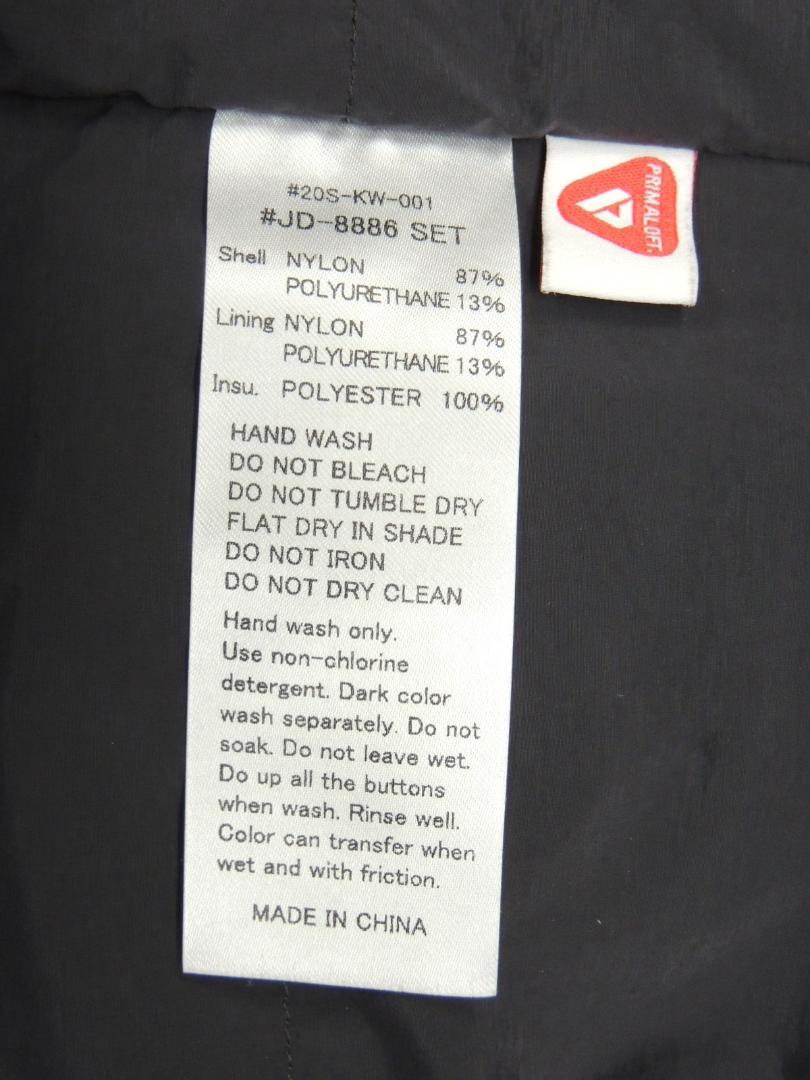 #20S-KW-001
#JD-8886 SET
Shell NYLON 87%
POLYURETHANE 13%
Lining NYLON 87%
POLYURETHANE 13%
Insu. POLYESTER 100%
HAND WASH
DO NOT BLEACH
DO NOT TUMBLE DRY
FLAT DRY IN SHADE
DO NOT IRON
DO NOT DRY CLEAN
Hand wash only.
Use non-chlorine
detergent. Dark color
wash separately. Do not
soak. Do not leave wet.
Do up all the buttons
when wash. Rinse well.
Color can transfer when
wet and with friction.
MADE IN CHINA
PRIMALOFT.